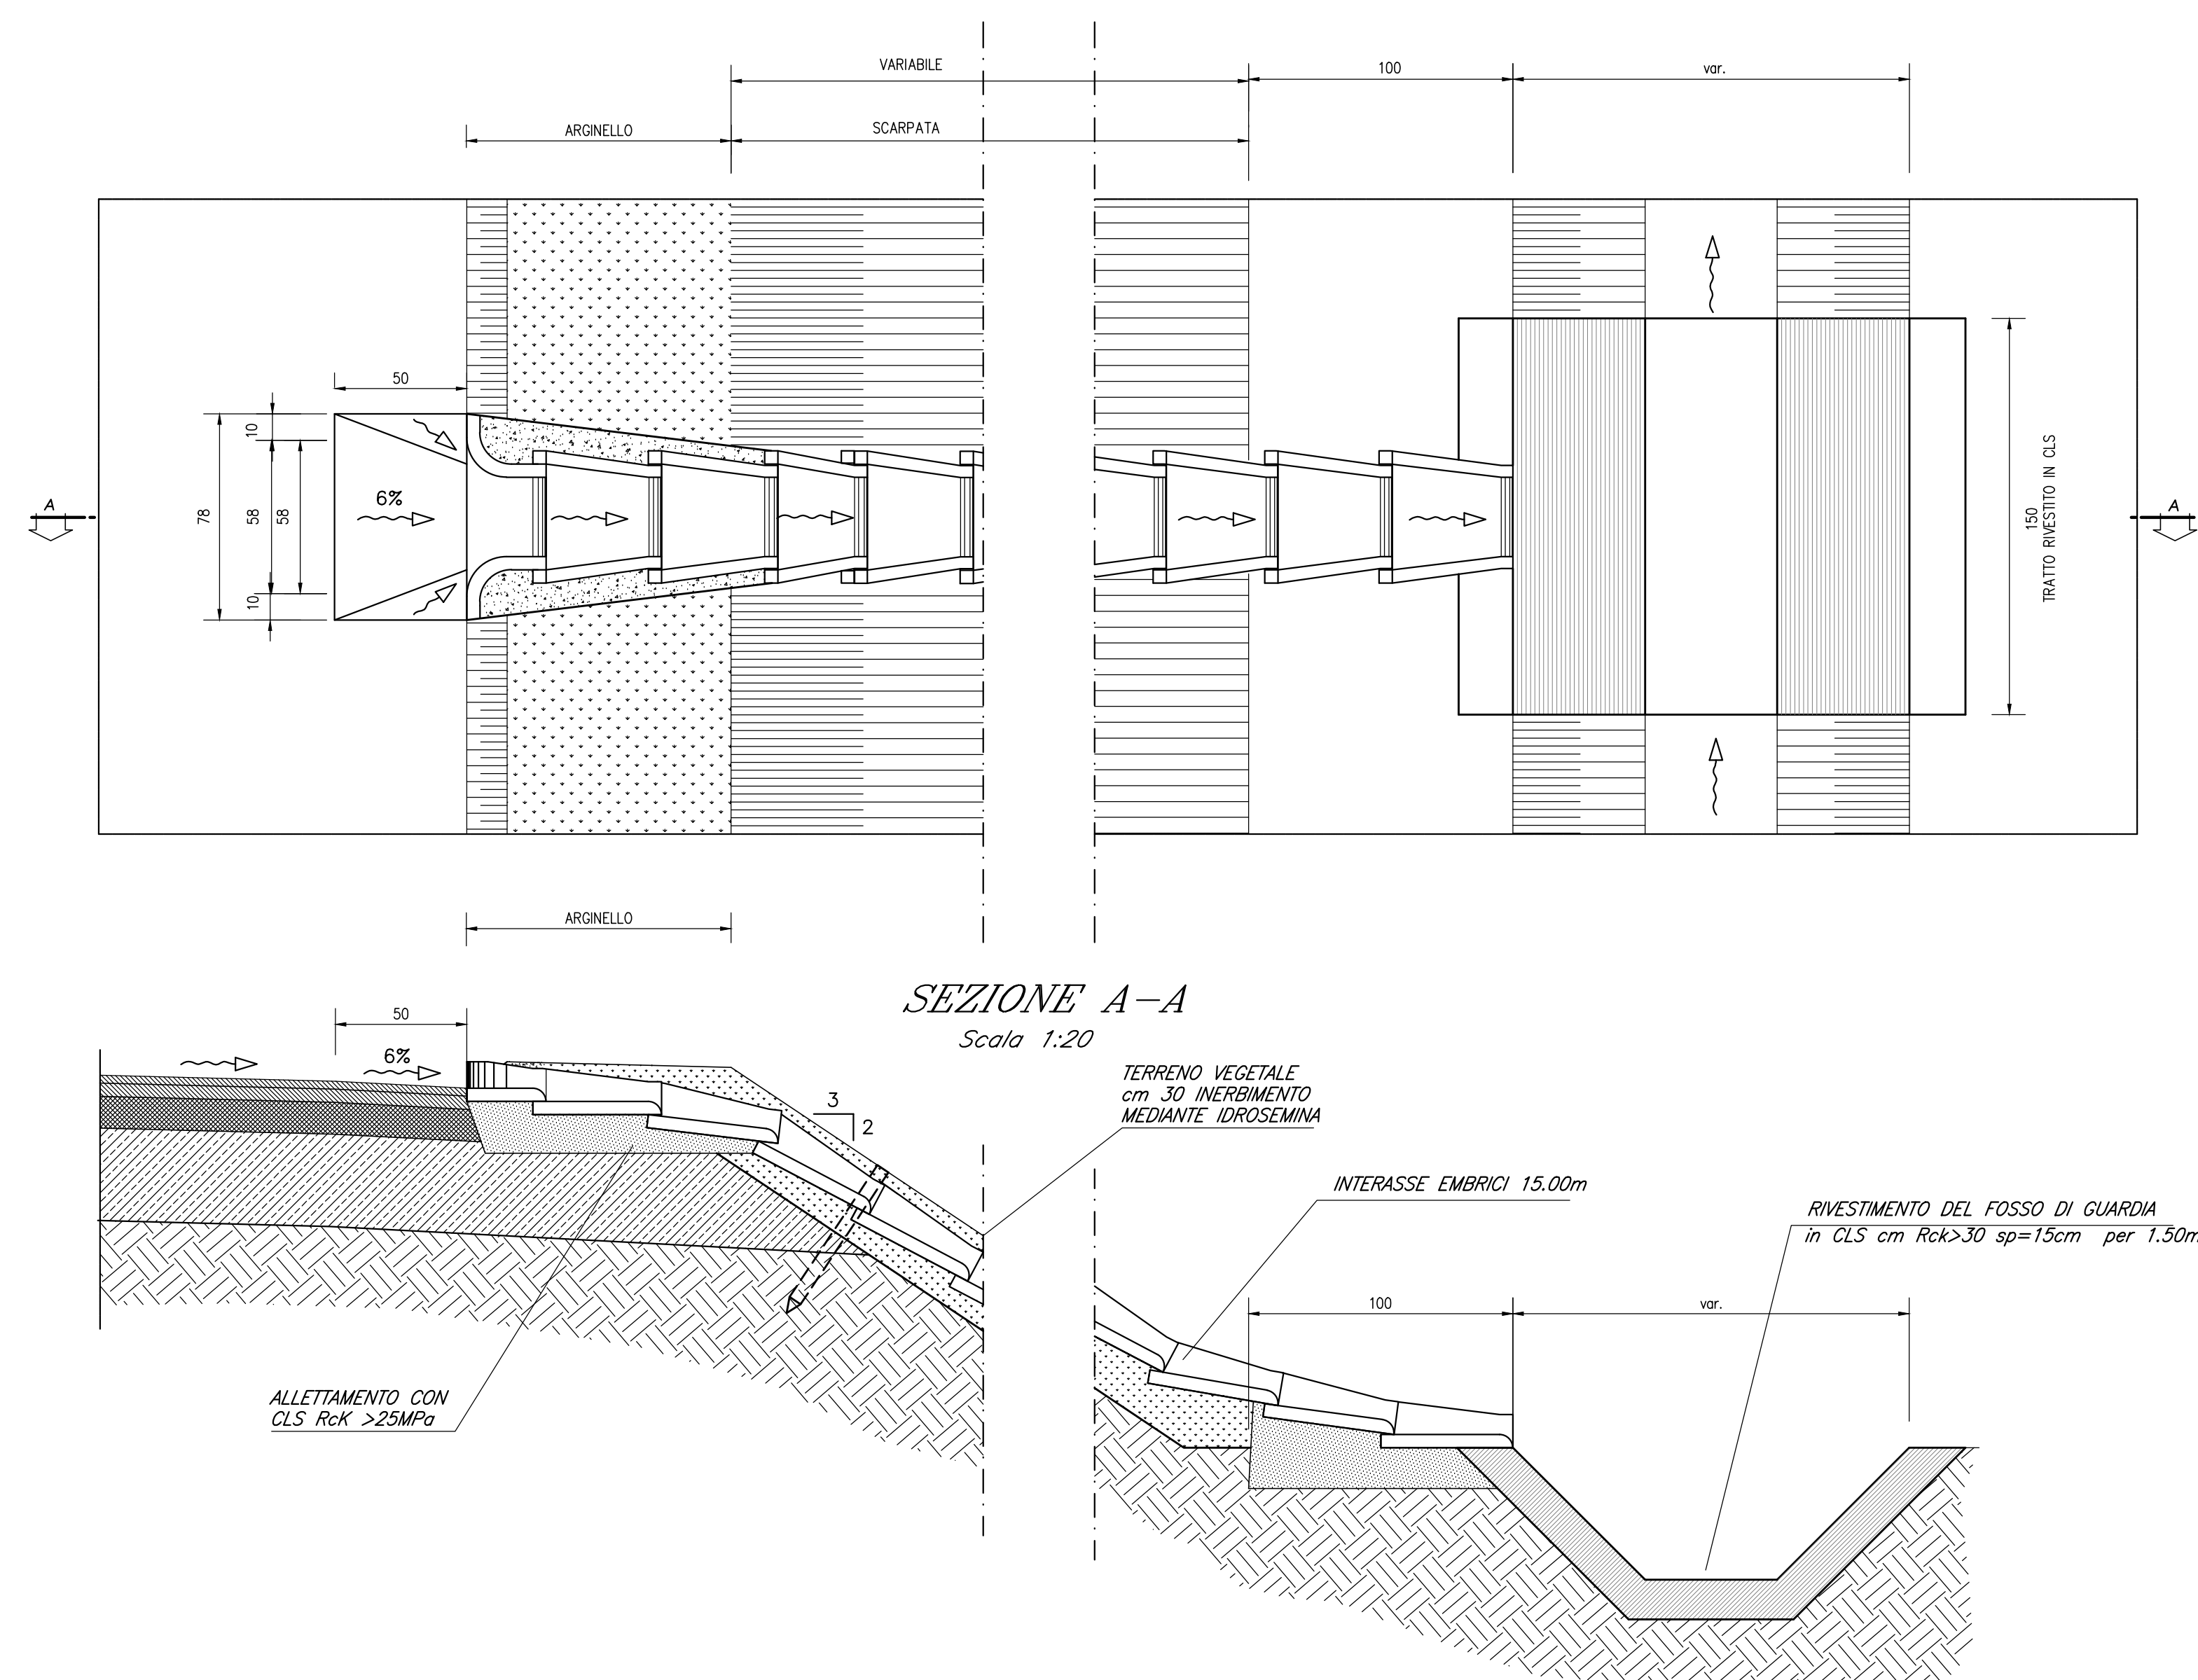 VARIABILE
100
var.
ARGINELLO
SCARPATA
50
10
78
58
58
10
6%
A
A
150
TRATTO RIVESTITO IN CLS
ARGINELLO
SEZIONE A-A
Scala 1:20
50
6%
TERRENO VEGETALE
cm 30 INERBIMENTO
MEDIANTE IDROSEMINA
3
2
INTERASSE EMBRICI 15.00m
RIVESTIMENTO DEL FOSSO DI GUARDIA
in CLS cm Rck>30 sp=15cm per 1.50m
100
var.
ALLETTAMENTO CON
CLS RcK >25MPa